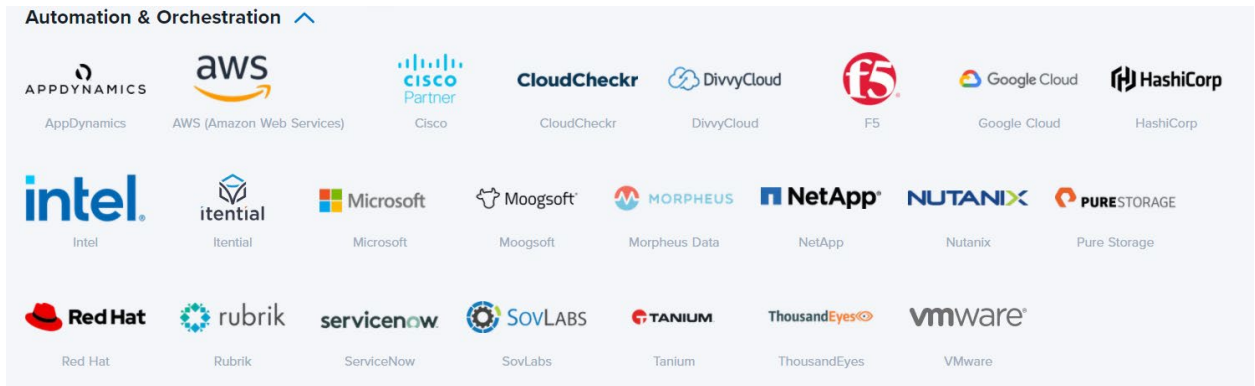 Automation & Orchestration
APPDYNAMICS aws CISCO Partner CloudCheckr DivvyCloud f5 Google Cloud HashiCorp
AppDynamics AWS (Amazon Web Services) Cisco CloudCheckr DivvyCloud F5 Google Cloud HashiCorp
intel. itential Microsoft Moogsoft MORPHEUS NetApp NUTANIX PURESTORAGE
Intel Itential Microsoft Moogsoft Morpheus Data NetApp Nutanix Pure Storage
Red Hat rubrik servicenow SOVLABS TANIUM ThousandEyes vmware
Red Hat Rubrik ServiceNow SovLabs Tanium ThousandEyes VMware